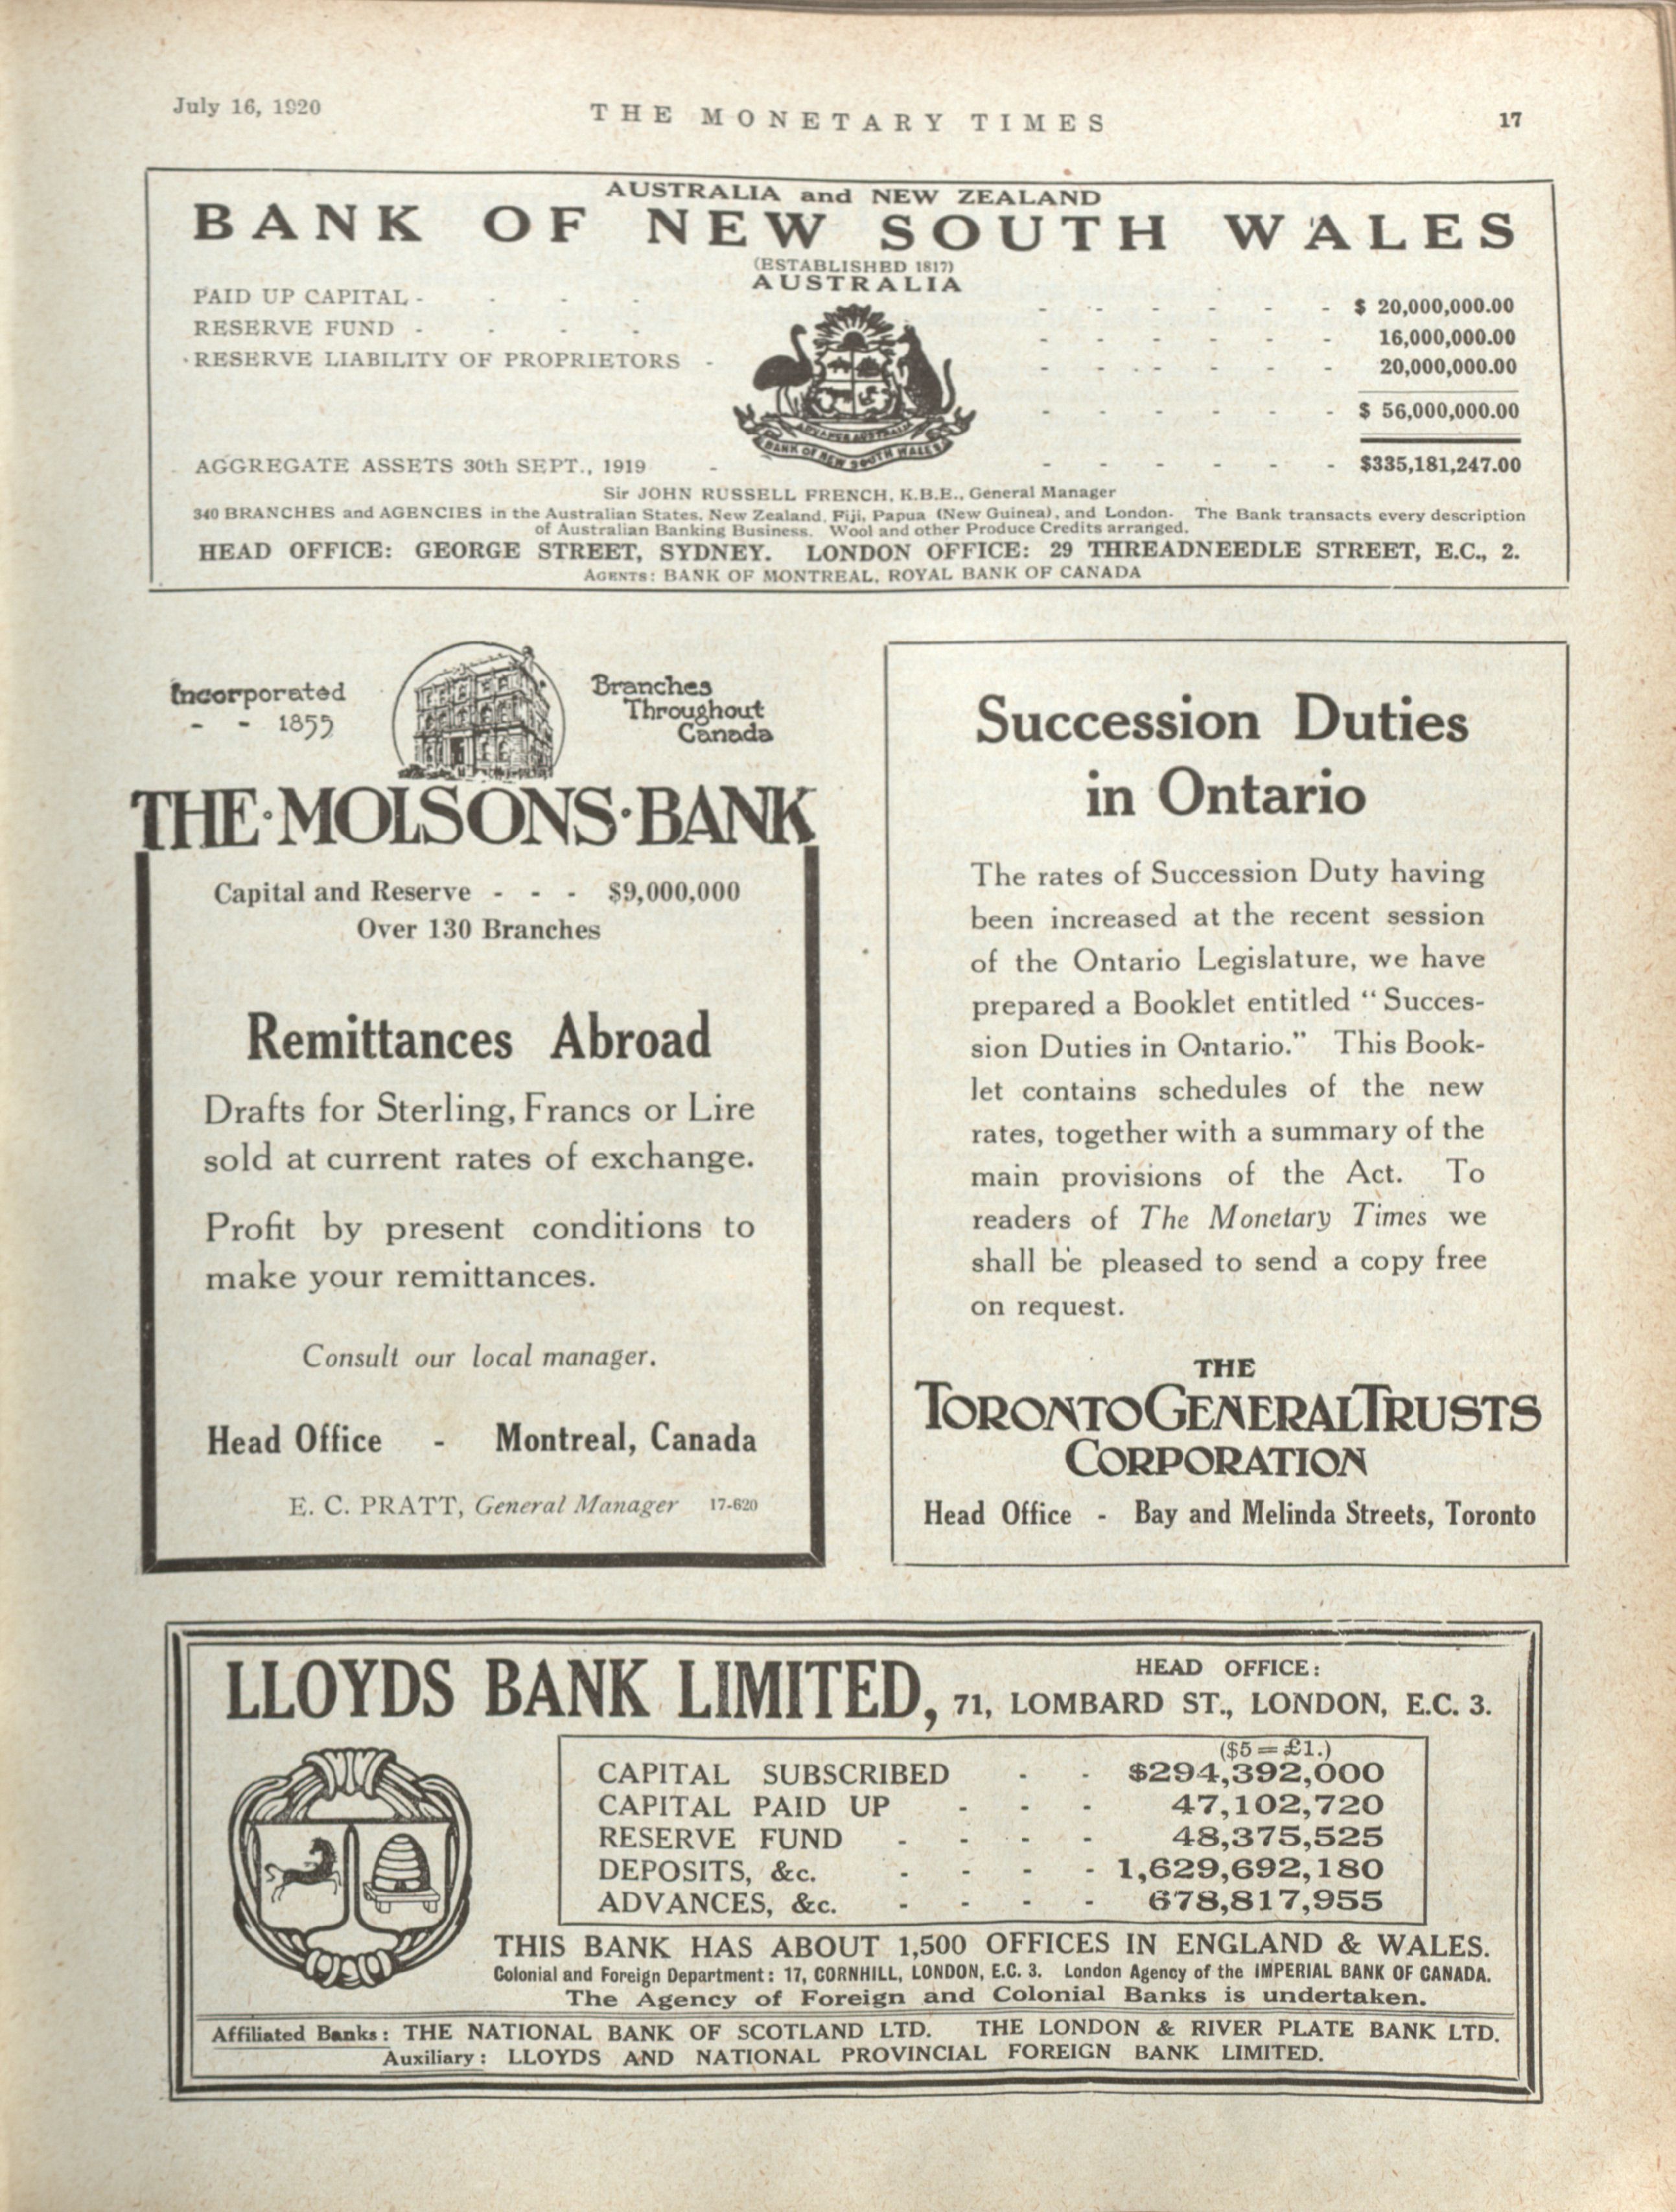 July 16, 1920
THE MONETARY TIMES
17
AUSTRALIA and NEW ZEALAND
BANK OF NEW SOUTH WALES
(ESTABLISHED 1817)
AUSTRALIA
PAID UP CAPITAL - - - - - - - - - - $ 20,000,000.00
RESERVE FUND - - - - - - - - - - 16,000,000.00
RESERVE LIABILITY OF PROPRIETORS - - - - - - - 20,000,000.00
- - - - - - $ 56,000,000.00
ADVANCE AUSTRALIA
BANK OF NEW SOUTH WALES
AGGREGATE ASSETS 30th SEPT., 1919 - - - - - - - $335,181,247.00
Sir JOHN RUSSELL FRENCH, K.B.E., General Manager
340 BRANCHES and AGENCIES in the Australian States, New Zealand, Fiji, Papua (New Guinea), and London. The Bank transacts every description
of Australian Banking Business. Wool and other Produce Credits arranged.
HEAD OFFICE: GEORGE STREET, SYDNEY. LONDON OFFICE: 29 THREADNEEDLE STREET, E.C., 2.
AGENTS: BANK OF MONTREAL, ROYAL BANK OF CANADA
Incorporated
- - 1855
Branches
Throughout
Canada
THE·MOLSONS·BANK
Capital and Reserve - - - $9,000,000
Over 130 Branches
Remittances Abroad
Drafts for Sterling, Francs or Lire
sold at current rates of exchange.
Profit by present conditions to
make your remittances.
Consult our local manager.
Head Office - Montreal, Canada
E. C. PRATT, General Manager 17-620
Succession Duties
in Ontario
The rates of Succession Duty having
been increased at the recent session
of the Ontario Legislature, we have
prepared a Booklet entitled “Succes-
sion Duties in Ontario.” This Book-
let contains schedules of the new
rates, together with a summary of the
main provisions of the Act. To
readers of The Monetary Times we
shall be pleased to send a copy free
on request.
THE
TORONTO GENERAL TRUSTS
CORPORATION
Head Office - Bay and Melinda Streets, Toronto
LLOYDS BANK LIMITED,
HEAD OFFICE:
71, LOMBARD ST., LONDON, E.C. 3.
($5 = £1.)
CAPITAL SUBSCRIBED - - $294,392,000
CAPITAL PAID UP - - - 47,102,720
RESERVE FUND - - - - 48,375,525
DEPOSITS, &c. - - - - 1,629,692,180
ADVANCES, &c. - - - - 678,817,955
THIS BANK HAS ABOUT 1,500 OFFICES IN ENGLAND & WALES.
Colonial and Foreign Department: 17, CORNHILL, LONDON, E.C. 3. London Agency of the IMPERIAL BANK OF CANADA.
The Agency of Foreign and Colonial Banks is undertaken.
Affiliated Banks: THE NATIONAL BANK OF SCOTLAND LTD. THE LONDON & RIVER PLATE BANK LTD.
Auxiliary: LLOYDS AND NATIONAL PROVINCIAL FOREIGN BANK LIMITED.